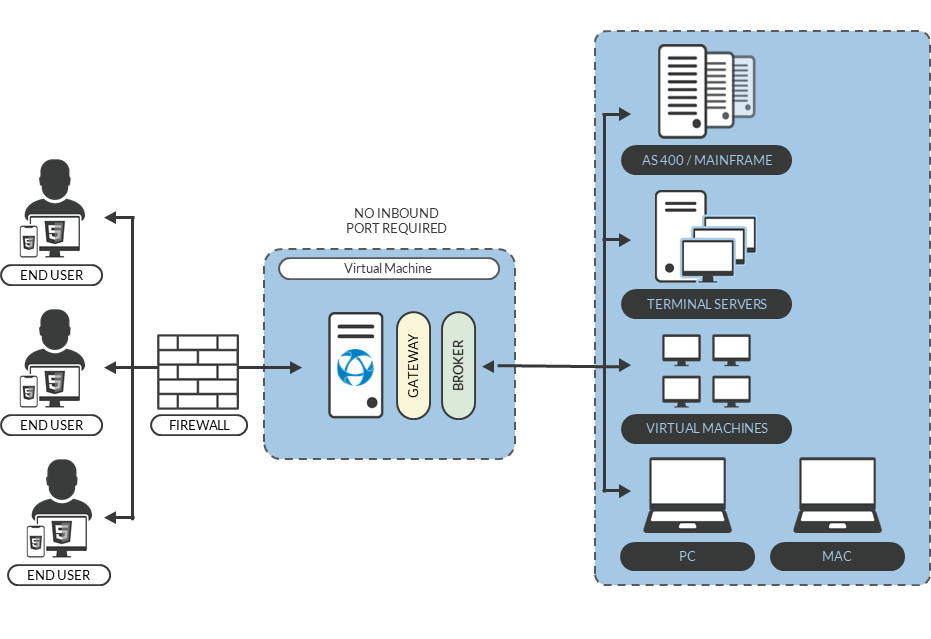 END USER
END USER
END USER
FIREWALL
NO INBOUND
PORT REQUIRED
Virtual Machine
GATEWAY
BROKER
AS 400 / MAINFRAME
TERMINAL SERVERS
VIRTUAL MACHINES
PC
MAC